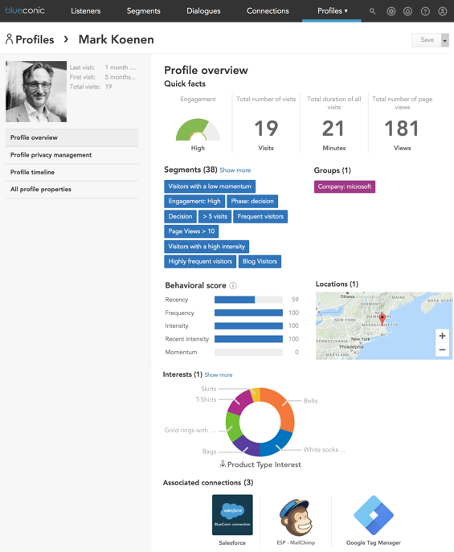 blueconic
Listeners
Segments
Dialogues
Connections
Profiles
Profiles > Mark Koenen
Save
Last visit: 1 month ...
First visit: 5 months...
Total visits: 19
Profile overview
Profile privacy management
Profile timeline
All profile properties
Profile overview
Quick facts
Engagement
High
Total number of visits
19
Visits
Total duration of all visits
21
Minutes
Total number of page views
181
Views
Segments (38) Show more
Visitors with a low momentum
Engagement: High
Phase: decision
Decision
> 5 visits
Frequent visitors
Page Views > 10
Visitors with a high intensity
Highly frequent visitors
Blog Visitors
Groups (1)
Company: microsoft
Behavioral score
Recency 59
Frequency 100
Intensity 100
Recent intensity 100
Momentum 0
Locations (1)
Ottawa
Nova Scotia
MASSACHUSETTS
New York
Philadelphia
MARYLAND
+
−
Interests (1) Show more
Skirts
T-Shirts
Gold rings with ...
Bags
Belts
White socks...
Product Type Interest
Associated connections (3)
salesforce
BlueConic connection
Salesforce
ESP - MailChimp
Google Tag Manager